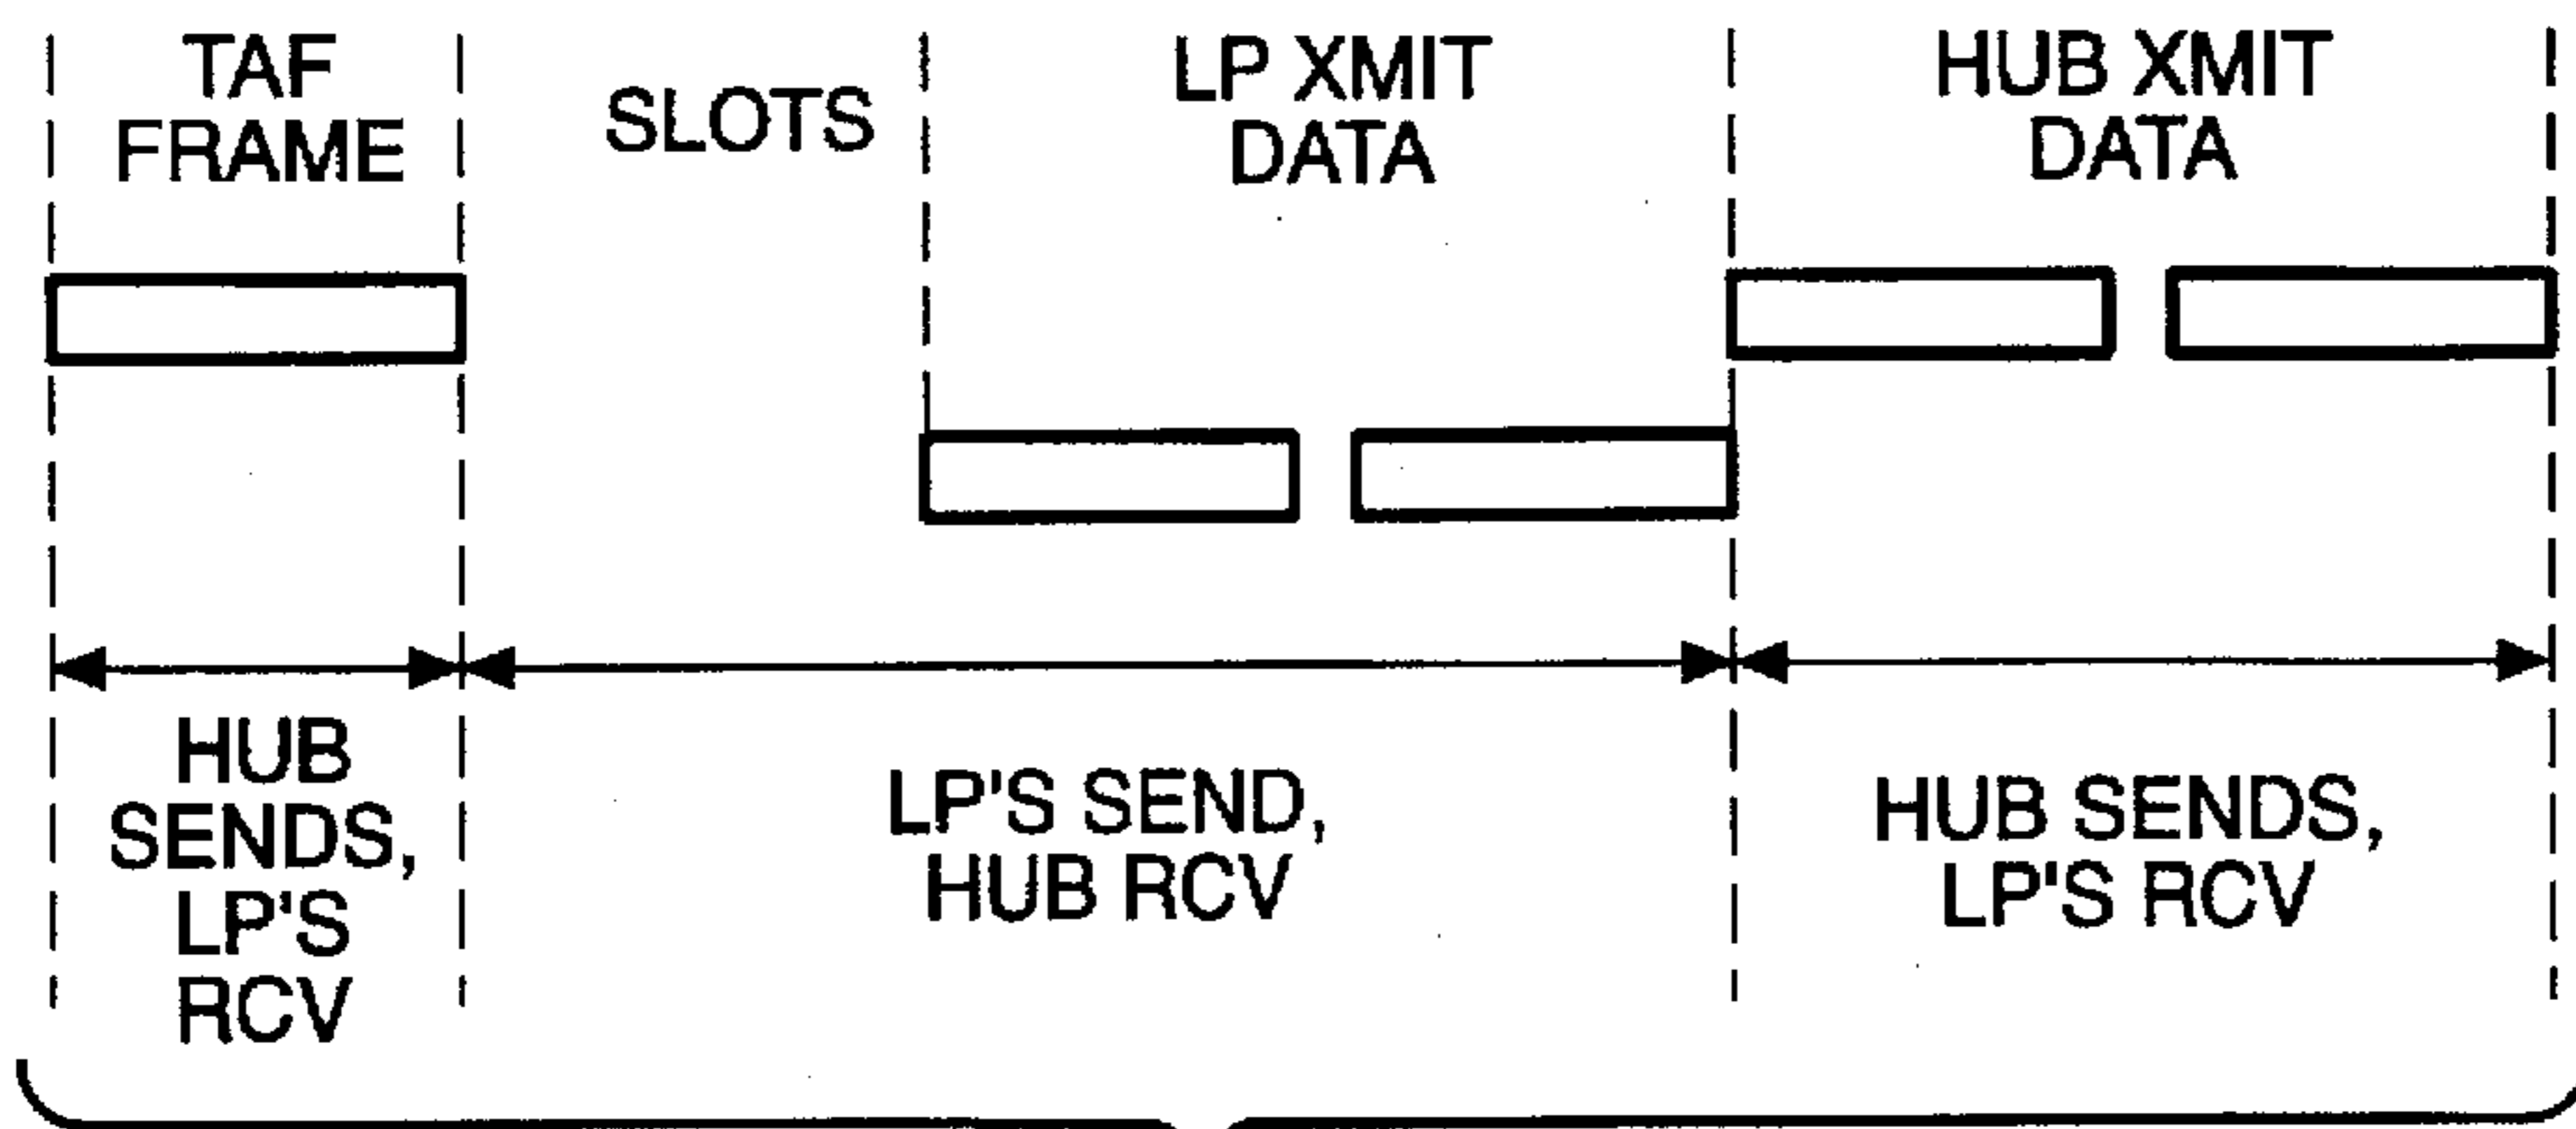 TAF
FRAME
SLOTS
LP XMIT
DATA
HUB XMIT
DATA
HUB
SENDS,
LP'S
RCV
LP'S SEND,
HUB RCV
HUB SENDS,
LP'S RCV